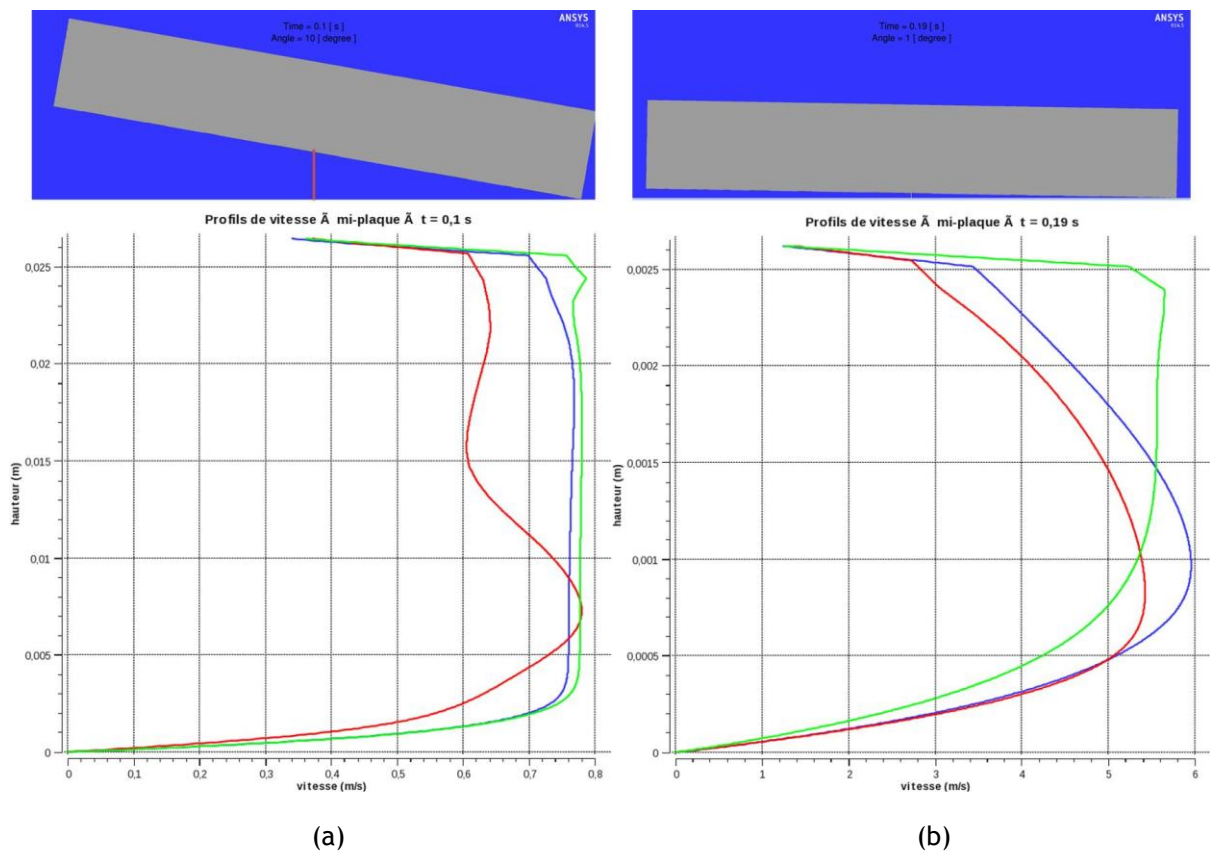 ANSYS
R14.5
Time = 0.1 [ s ]
Angle = 10 [ degree ]
Profils de vitesse Ã mi-plaque Ã t = 0,1 s
hauteur (m)
0,025
0,02
0,015
0,01
0,005
0
0 0,1 0,2 0,3 0,4 0,5 0,6 0,7 0,8
vitesse (m/s)
(a)
ANSYS
R14.5
Time = 0.19 [ s ]
Angle = 1 [ degree ]
Profils de vitesse Ã mi-plaque Ã t = 0,19 s
hauteur (m)
0,0025
0,002
0,0015
0,001
0,0005
0
0 1 2 3 4 5 6
vitesse (m/s)
(b)